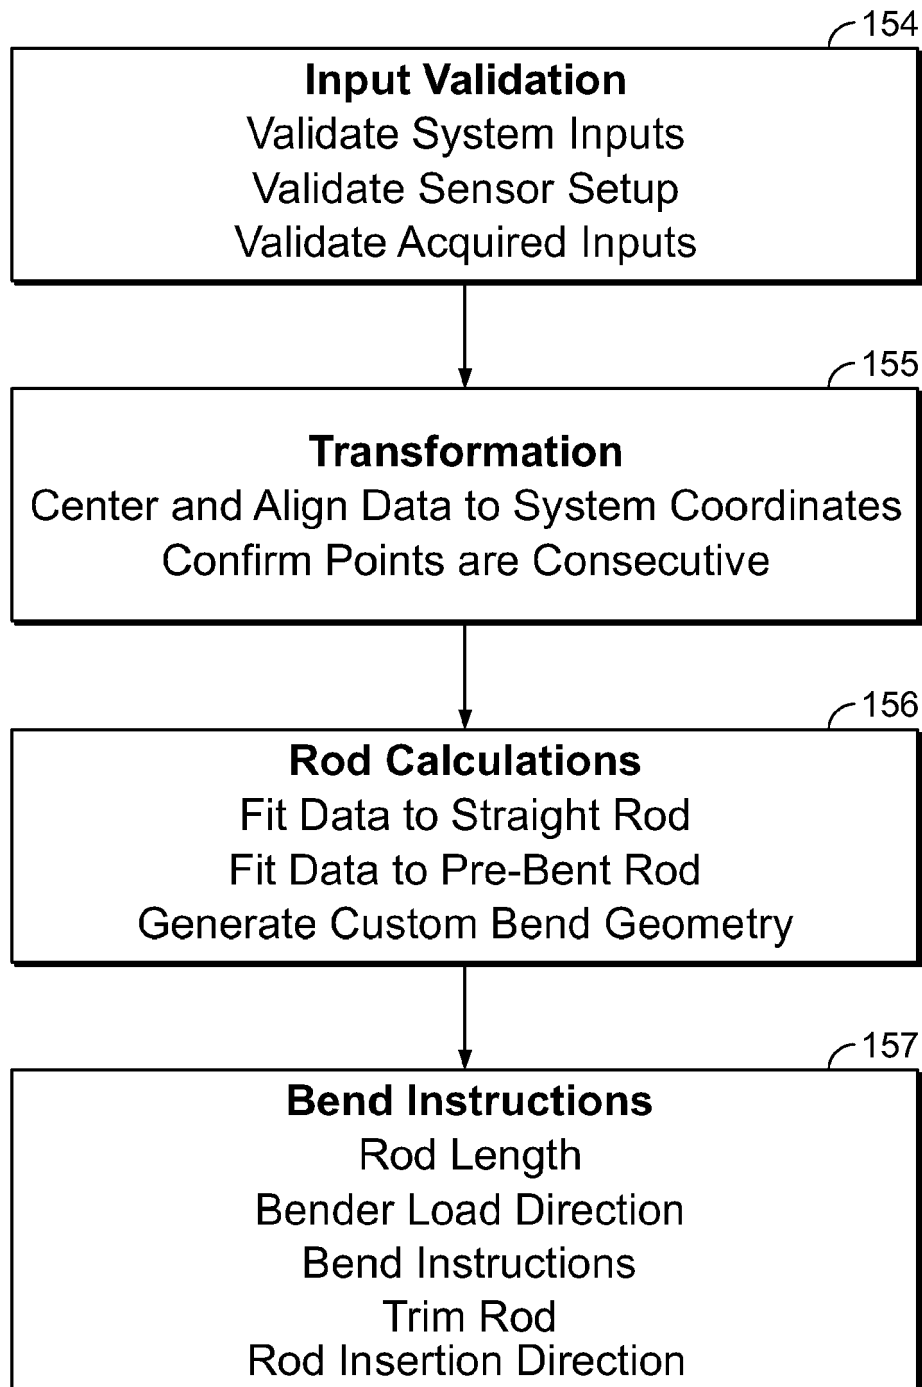 154
Input Validation
Validate System Inputs
Validate Sensor Setup
Validate Acquired Inputs
155
Transformation
Center and Align Data to System Coordinates
Confirm Points are Consecutive
156
Rod Calculations
Fit Data to Straight Rod
Fit Data to Pre-Bent Rod
Generate Custom Bend Geometry
157
Bend Instructions
Rod Length
Bender Load Direction
Bend Instructions
Trim Rod
Rod Insertion Direction